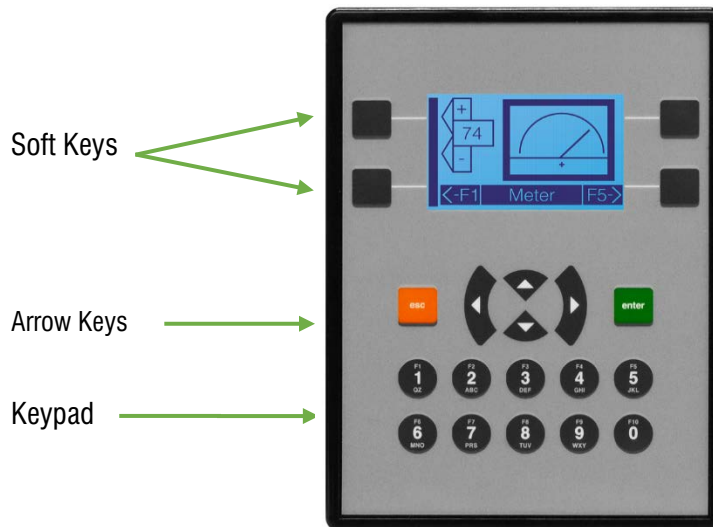 Soft Keys
+
74
-
<-F1 Meter F5->
+
esc
enter
Arrow Keys
F1 F2 F3 F4 F5
1 2 3 4 5
QZ ABC DEF GHI JKL
Keypad
F6 F7 F8 F9 F10
6 7 8 9 0
MNO PRS TUV WXY